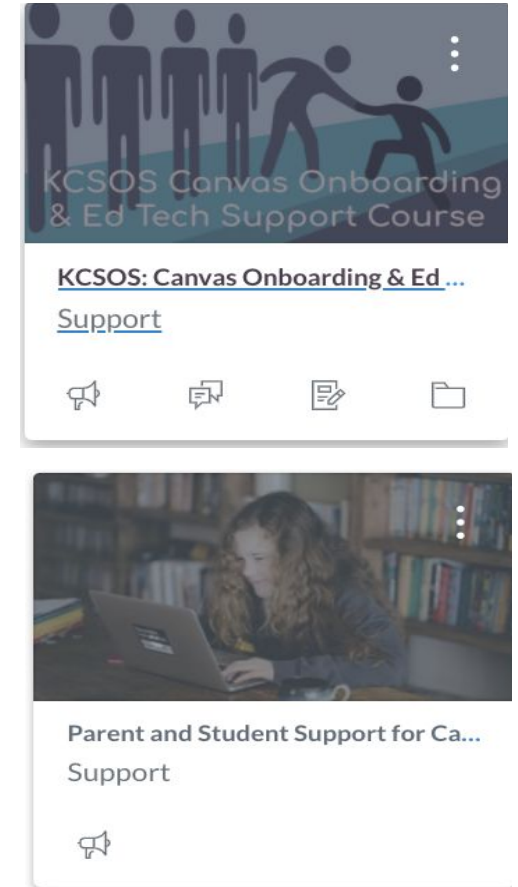 KCSOS Canvas Onboarding
& Ed Tech Support Course
KCSOS: Canvas Onboarding & Ed ...
Support
Parent and Student Support for Ca...
Support